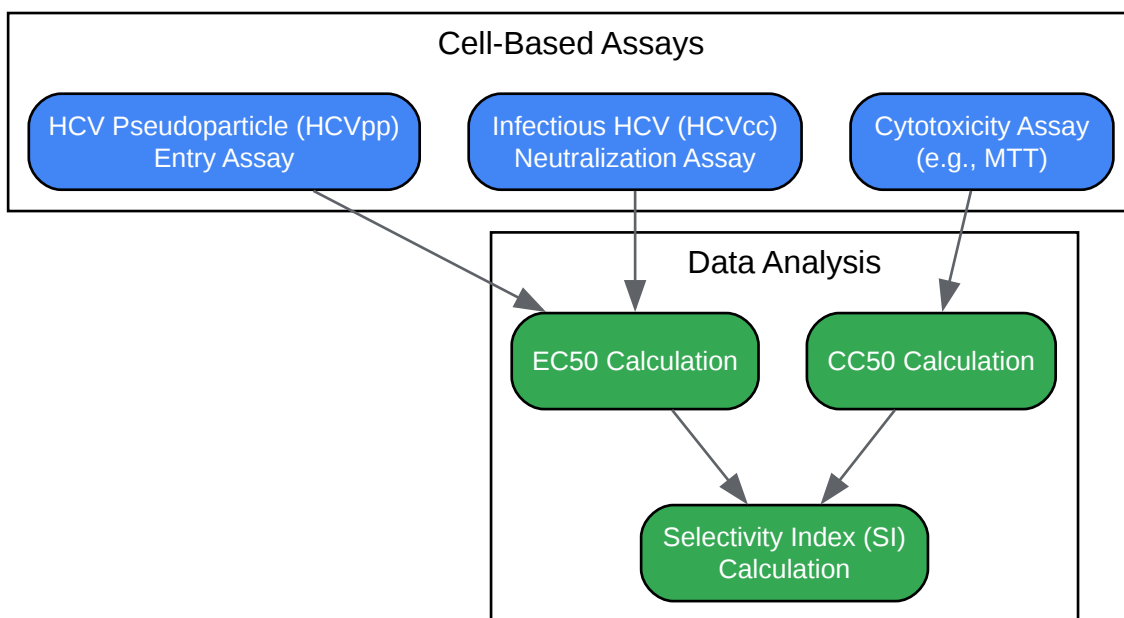 Cell-Based Assays
HCV Pseudoparticle (HCVpp)
Entry Assay
Infectious HCV (HCVcc)
Neutralization Assay
Cytotoxicity Assay
(e.g., MTT)
Data Analysis
EC50 Calculation
CC50 Calculation
Selectivity Index (SI)
Calculation